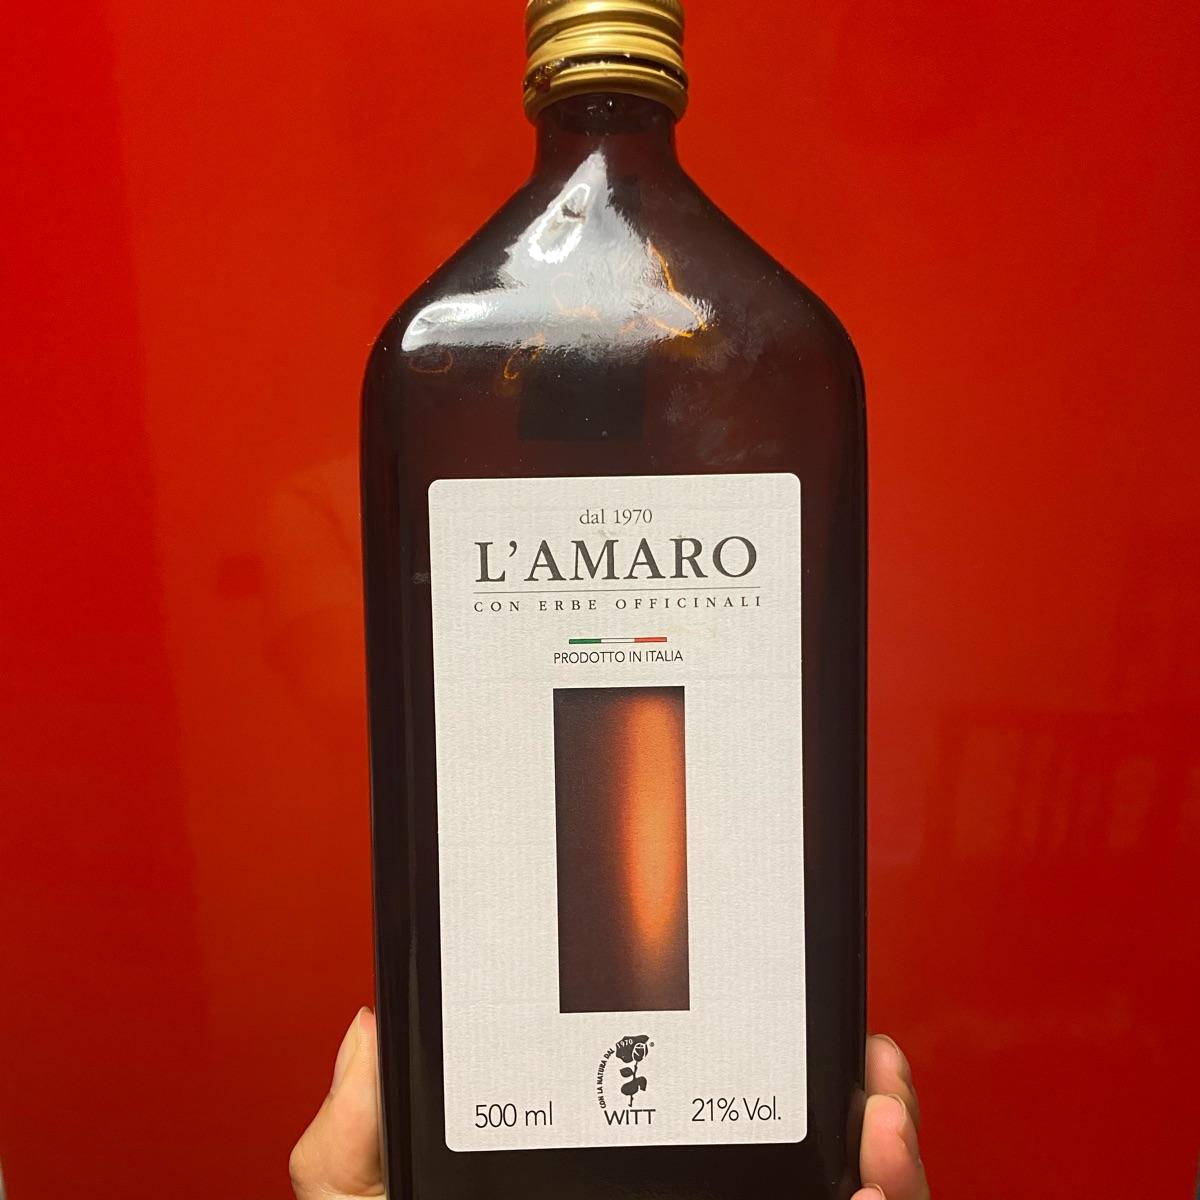 dal 1970
L'AMARO
CON ERBE OFFICINALI
PRODOTTO IN ITALIA
CON LA NATURA DAL 1970
®
WITT
500 ml
21% Vol.